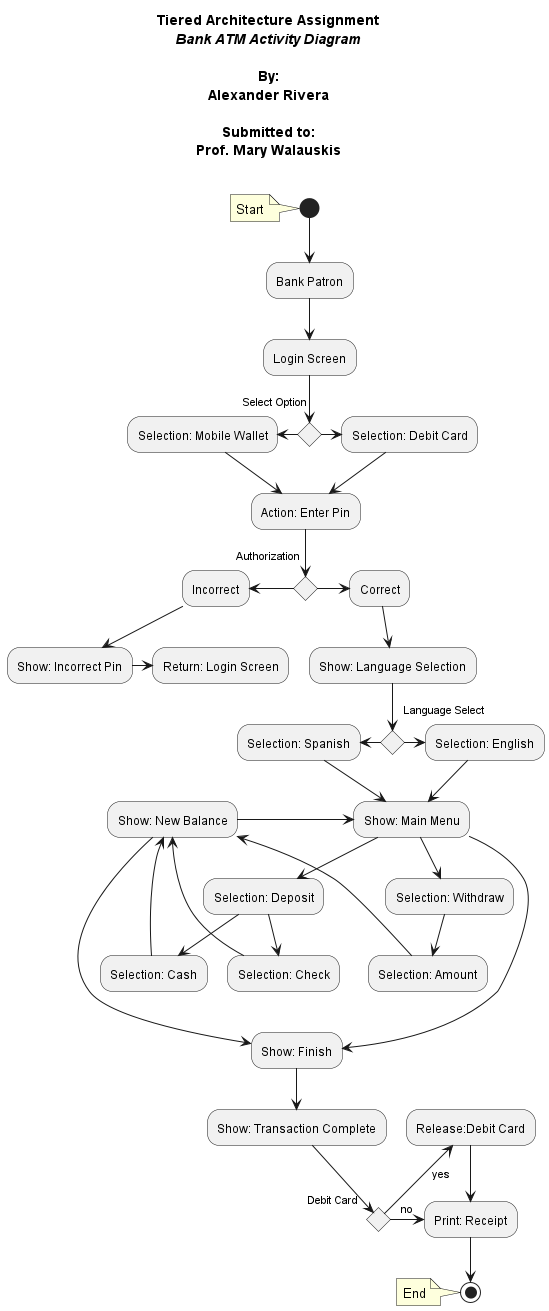 Tiered Architecture Assignment
Bank ATM Activity Diagram
By:
Alexander Rivera
Submitted to:
Prof. Mary Walauskis
Start
Bank Patron
Login Screen
Select Option
Selection: Mobile Wallet
Selection: Debit Card
Action: Enter Pin
Authorization
Incorrect
Correct
Show: Incorrect Pin
Return: Login Screen
Show: Language Selection
Language Select
Selection: Spanish
Selection: English
Show: New Balance
Show: Main Menu
Selection: Deposit
Selection: Withdraw
Selection: Cash
Selection: Check
Selection: Amount
Show: Finish
Show: Transaction Complete
Release:Debit Card
yes
Debit Card
no
Print: Receipt
End